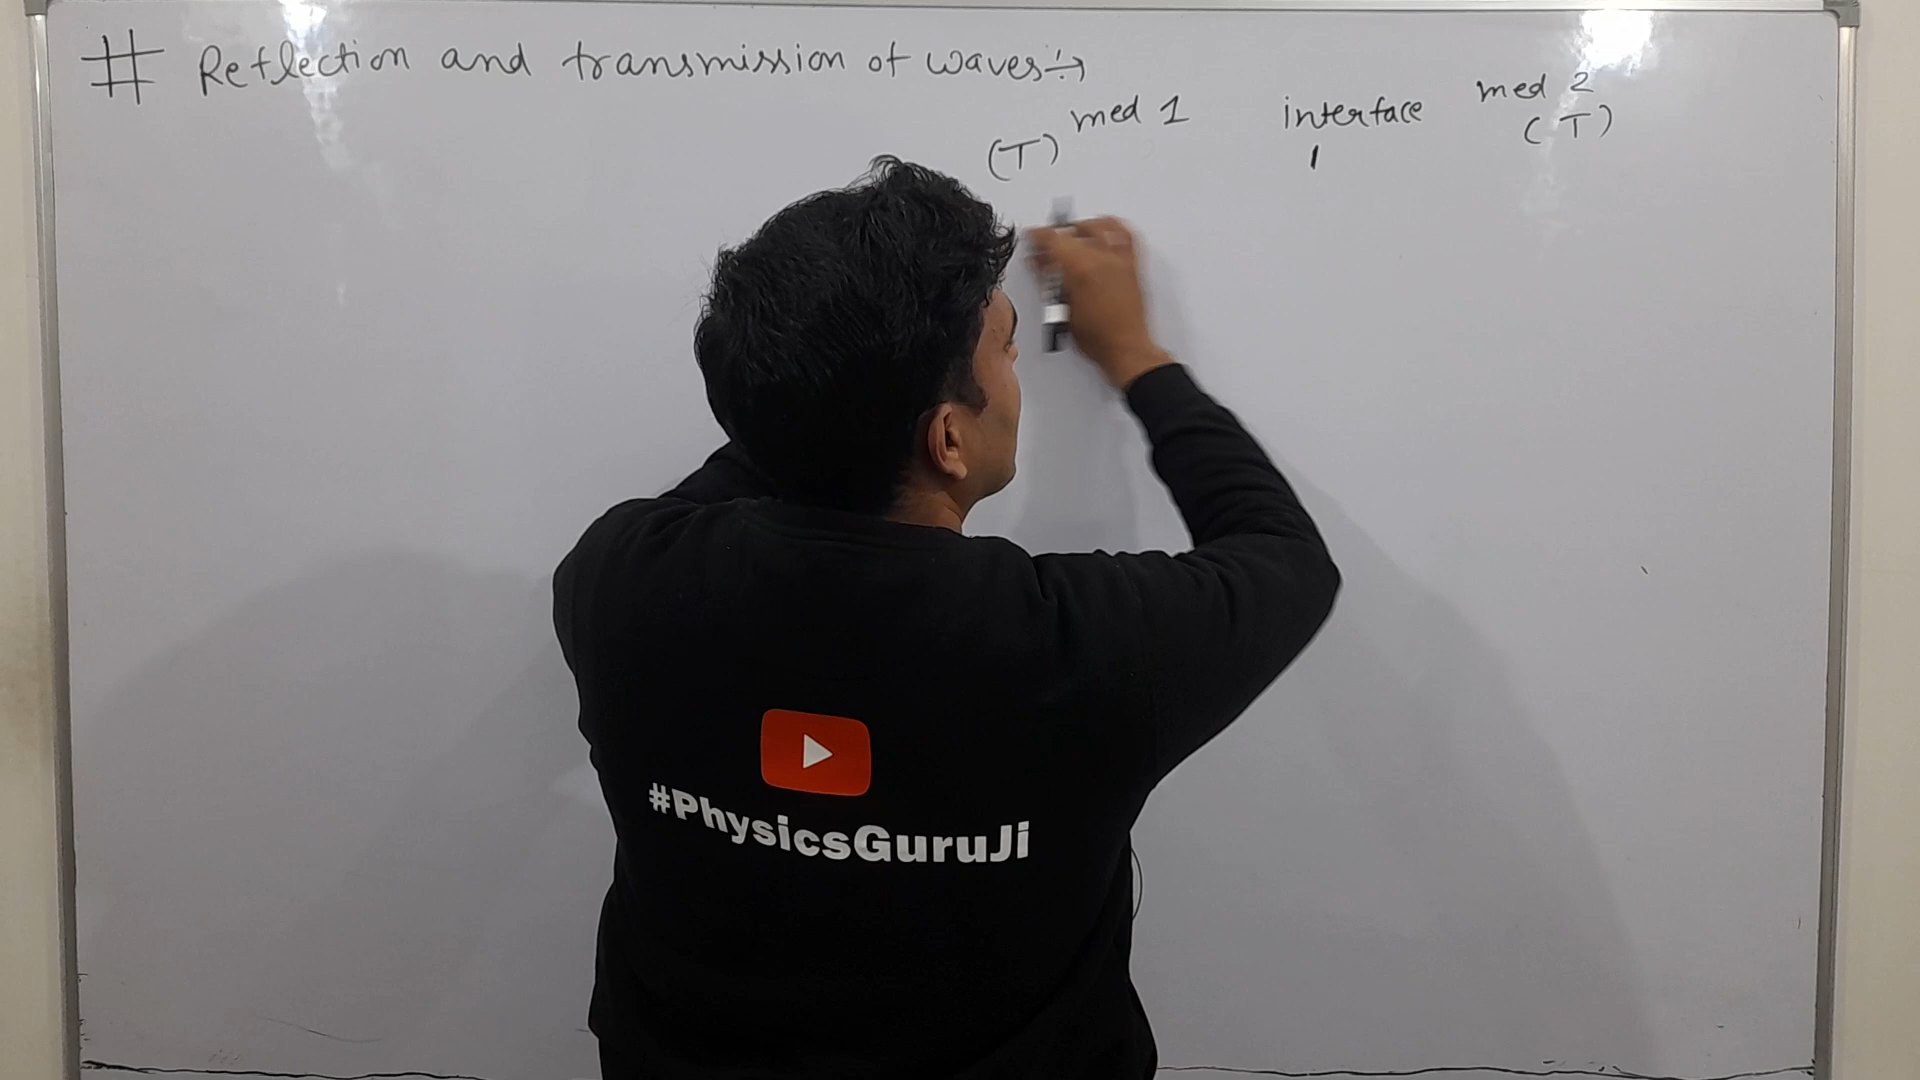 # Reflection and transmission of waves :→
med 1 interface med 2
(T) (T)
#PhysicsGuruJi